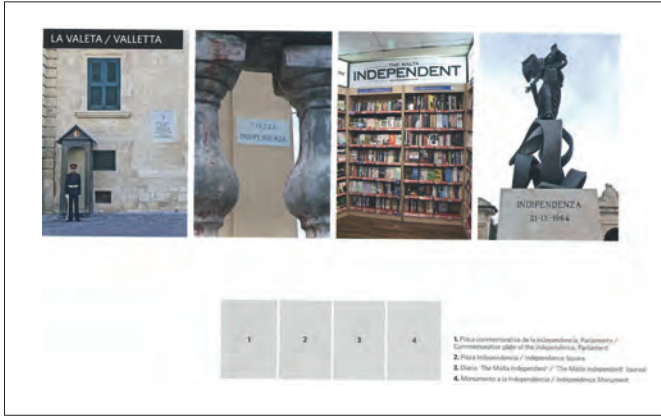 LA VALETA / VALLETTA
THE MALTA
INDEPENDENT
INDIPENDENZA
21-IX-1964
1
2
3
4
1. Placa conmemorativa de la independencia, Parlamento /
Commemorative plate of the Independence, Parliament
2. Plaza Independencia / Independence Square
3. Diario 'The Malta Independent' / 'The Malta Independent' Journal
4. Monumento a la Independencia / Independence Monument